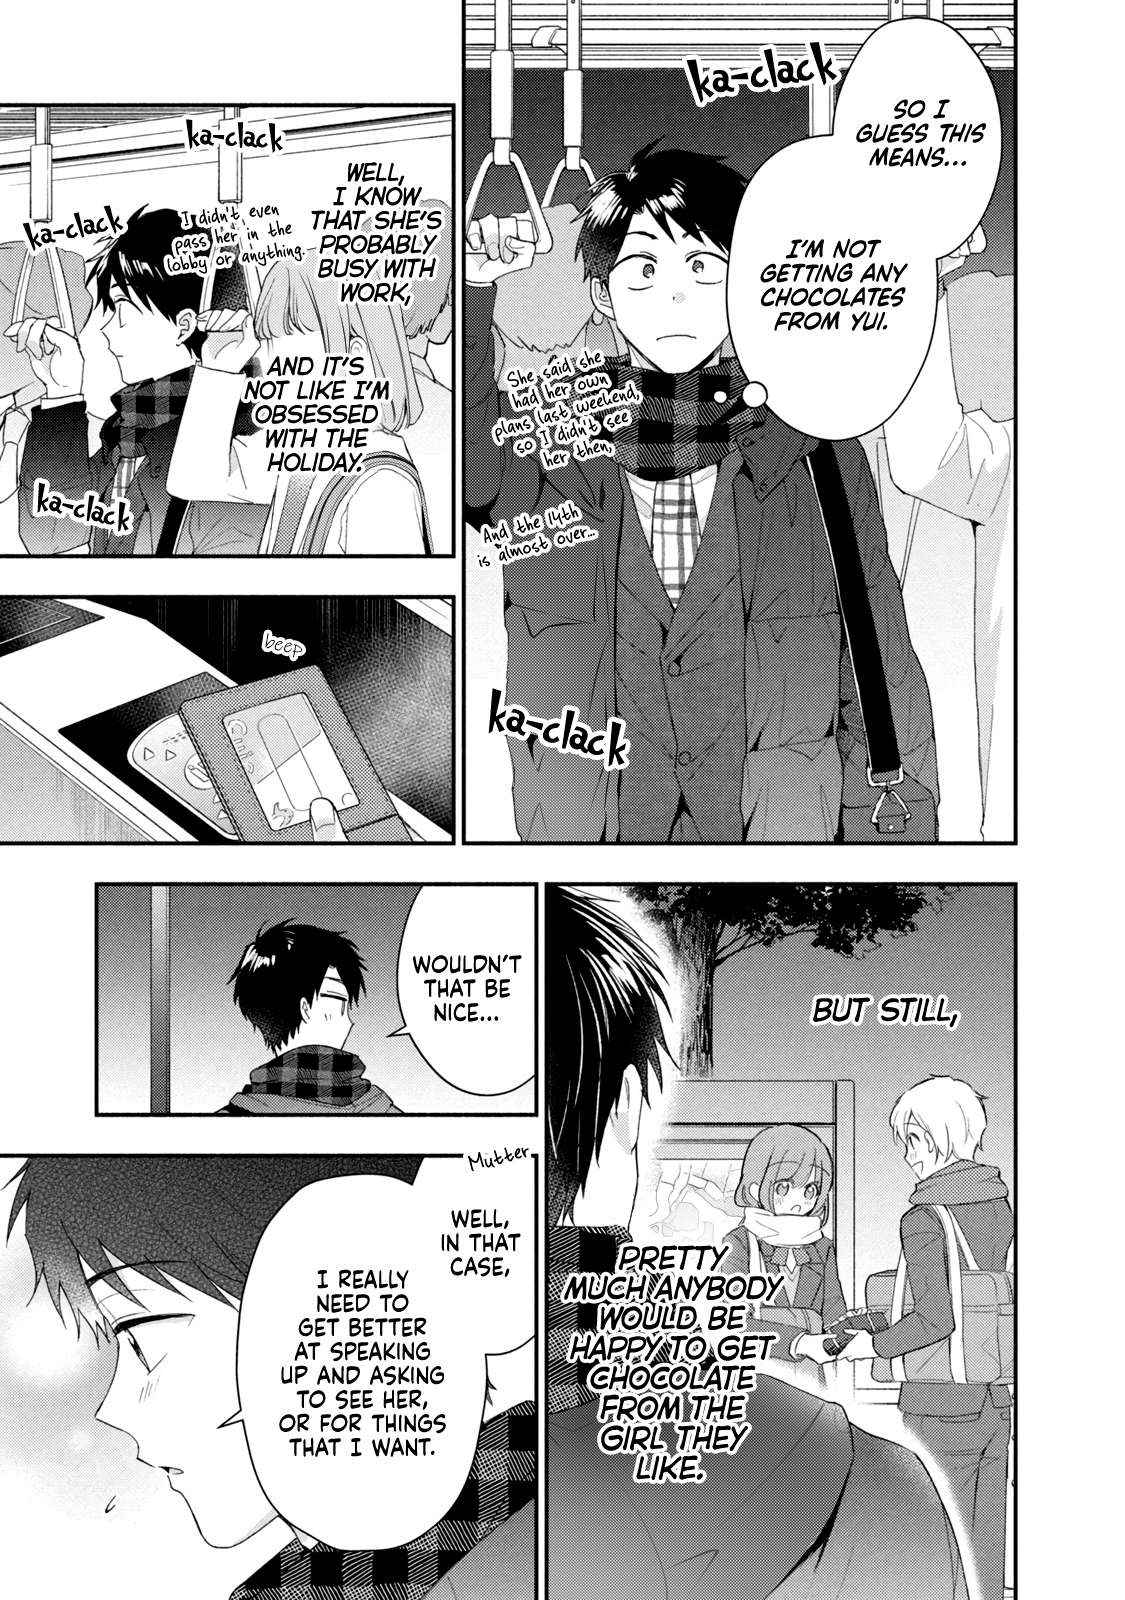 ka-clack
SO I
GUESS THIS
MEANS...
I'M NOT
GETTING ANY
CHOCOLATES
FROM YUI.
She said she
had her own
plans last weekend,
so I didn't see
her then,
And the 14th
is almost over...
ka-clack
ka-clack
WELL,
I KNOW
THAT SHE'S
PROBABLY
BUSY WITH
WORK,
I didn't even
pass her in the
lobby or anything.
ka-clack
AND IT'S
NOT LIKE I'M
OBSESSED
WITH THE
HOLIDAY.
ka-clack
beep
BUT STILL,
PRETTY
MUCH ANYBODY
WOULD BE
HAPPY TO GET
CHOCOLATE
FROM THE
GIRL THEY
LIKE.
WOULDN'T
THAT BE
NICE...
Mutter
WELL,
IN THAT
CASE,
I REALLY
NEED TO
GET BETTER
AT SPEAKING
UP AND ASKING
TO SEE HER,
OR FOR THINGS
THAT I WANT.